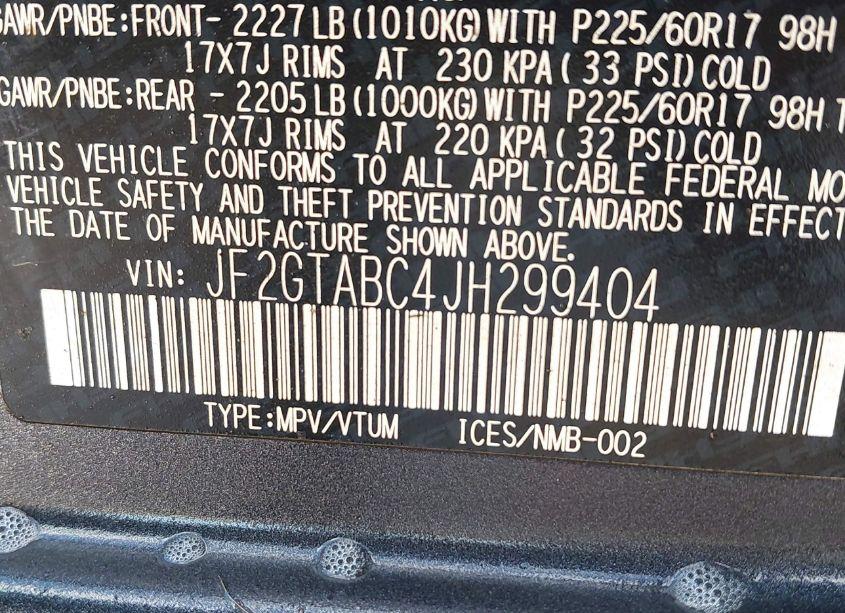 GAWR/PNBE:FRONT- 2227 LB(1010KG)WITH P225/60R17 98H
17X7J RIMS AT 230 KPA( 33 PSI)COLD
GAWR/PNBE:REAR - 2205 LB(1000KG)WITH P225/60R17 98H T
17X7J RIMS AT 220 KPA( 32 PSI)COLD
THIS VEHICLE CONFORMS TO ALL APPLICABLE FEDERAL MO
VEHICLE SAFETY AND THEFT PREVENTION STANDARDS IN EFFECT
THE DATE OF MANUFACTURE SHOWN ABOVE.
VIN: JF2GTABC4JH299404
TYPE:MPV/VTUM ICES/NMB-002